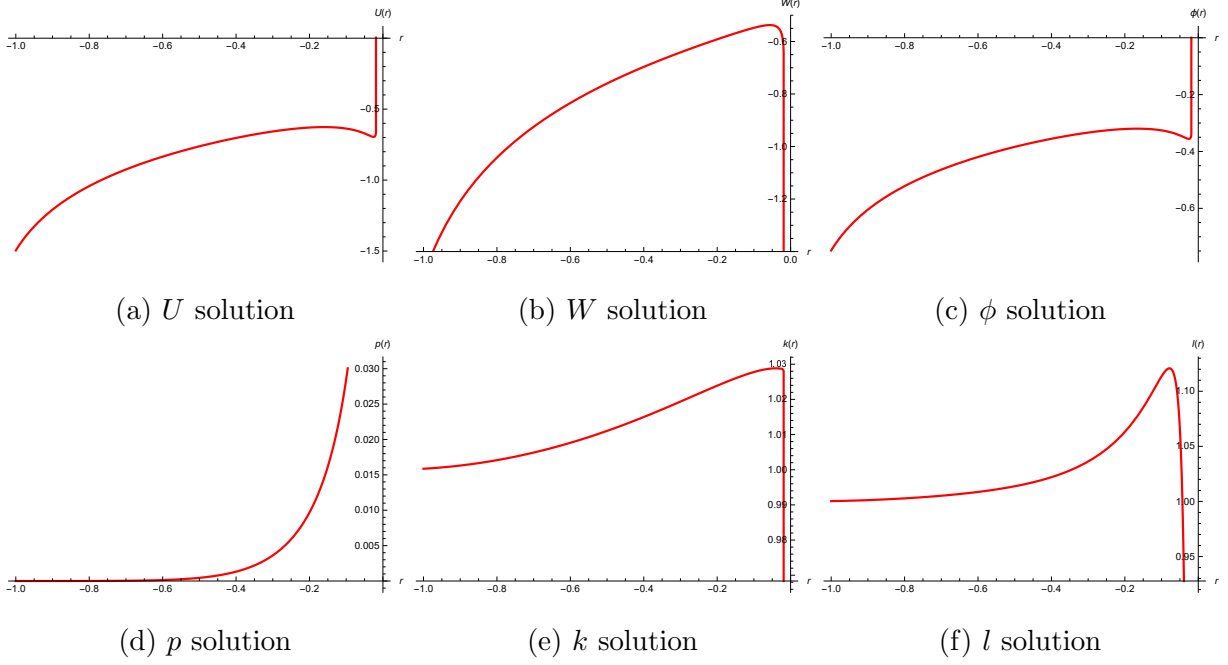 U(r)
−1.0 −0.8 −0.6 −0.4 −0.2 r
−0.5
−1.0
−1.5
W(r)
−0.6
−0.8
−1.0
−1.2
−1.0 −0.8 −0.6 −0.4 −0.2 0.0 r
ϕ(r)
−1.0 −0.8 −0.6 −0.4 −0.2 r
−0.2
−0.4
−0.6
(a) U solution
(b) W solution
(c) ϕ solution
p(r)
0.030
0.025
0.020
0.015
0.010
0.005
−1.0 −0.8 −0.6 −0.4 −0.2 r
k(r)
1.03
1.02
1.01
1.00
0.99
0.98
−1.0 −0.8 −0.6 −0.4 −0.2 r
l(r)
1.10
1.05
1.00
0.95
−1.0 −0.8 −0.6 −0.4 −0.2 r
(d) p solution
(e) k solution
(f) l solution